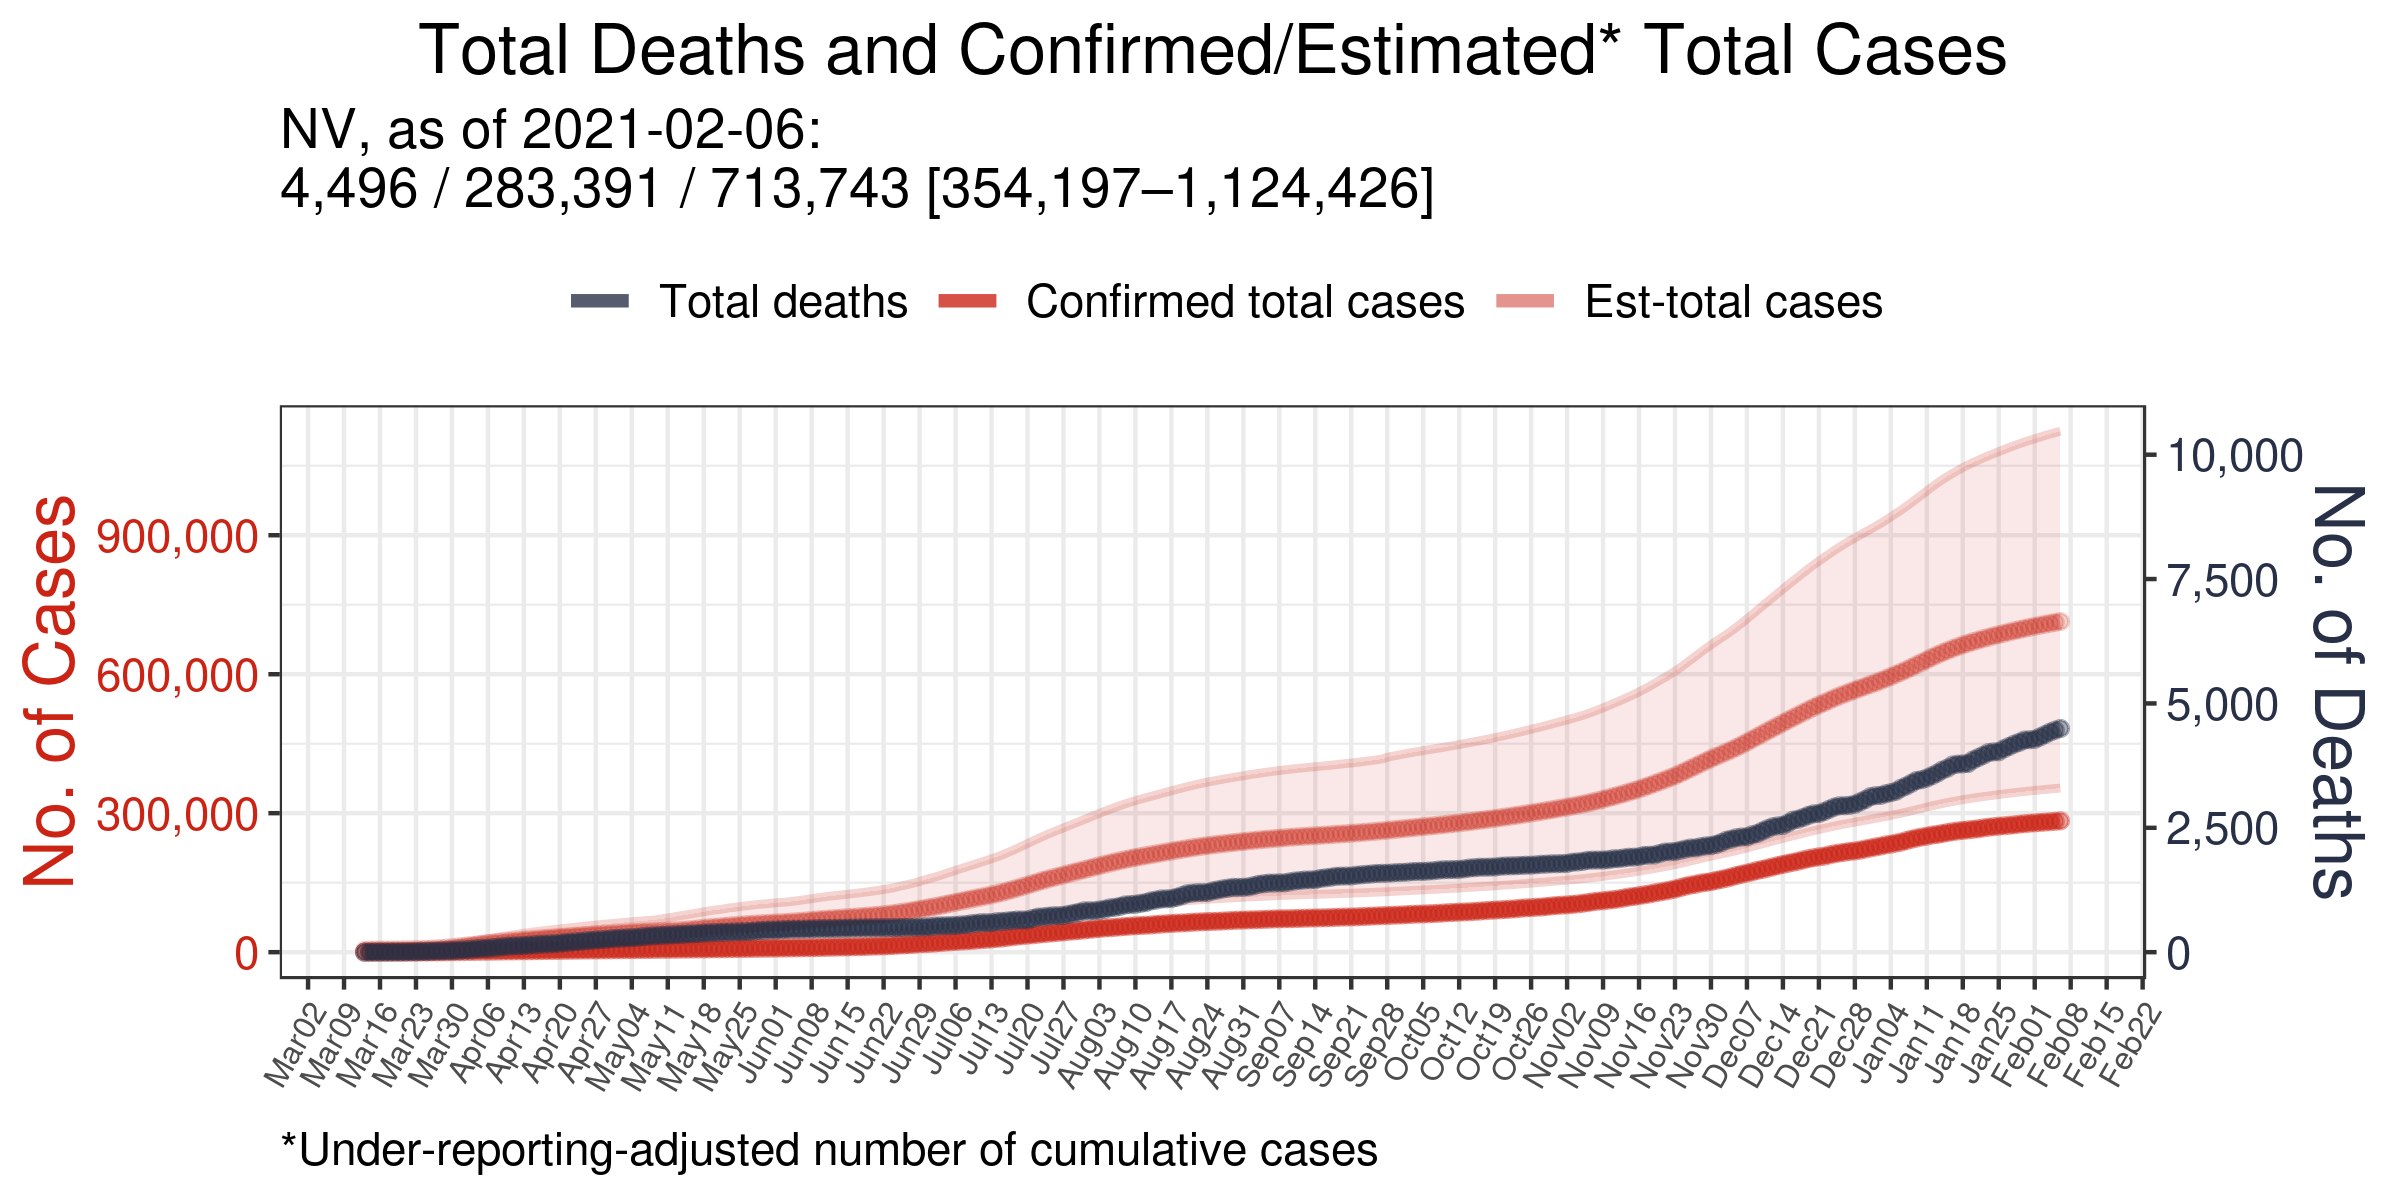 Total Deaths and Confirmed/Estimated* Total Cases
NV, as of 2021-02-06:
4,496 / 283,391 / 713,743 [354,197–1,124,426]
Total deaths
Confirmed total cases
Est-total cases
No. of Cases
900,000
600,000
300,000
0
10,000
7,500
5,000
2,500
0
No. of Deaths
Mar02
Mar09
Mar16
Mar23
Mar30
Apr06
Apr13
Apr20
Apr27
May04
May11
May18
May25
Jun01
Jun08
Jun15
Jun22
Jun29
Jul06
Jul13
Jul20
Jul27
Aug03
Aug10
Aug17
Aug24
Aug31
Sep07
Sep14
Sep21
Sep28
Oct05
Oct12
Oct19
Oct26
Nov02
Nov09
Nov16
Nov23
Nov30
Dec07
Dec14
Dec21
Dec28
Jan04
Jan11
Jan18
Jan25
Feb01
Feb08
Feb15
Feb22
*Under-reporting-adjusted number of cumulative cases